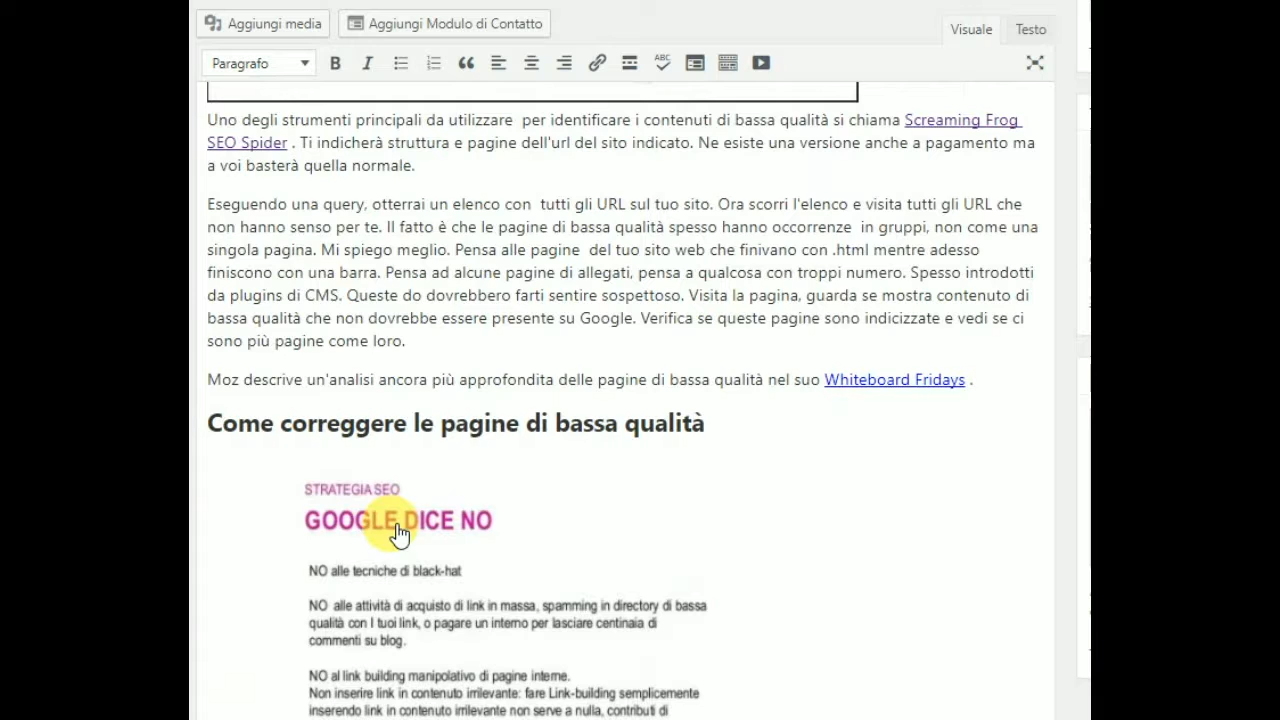 Aggiungi media
Aggiungi Modulo di Contatto
Visuale
Testo
Paragrafo
B
I
ABC
Uno degli strumenti principali da utilizzare  per identificare i contenuti di bassa qualità si chiama Screaming Frog
SEO Spider . Ti indicherà struttura e pagine dell'url del sito indicato. Ne esiste una versione anche a pagamento ma
a voi basterà quella normale.
Eseguendo una query, otterrai un elenco con  tutti gli URL sul tuo sito. Ora scorri l'elenco e visita tutti gli URL che
non hanno senso per te. Il fatto è che le pagine di bassa qualità spesso hanno occorrenze  in gruppi, non come una
singola pagina. Mi spiego meglio. Pensa alle pagine  del tuo sito web che finivano con .html mentre adesso
finiscono con una barra. Pensa ad alcune pagine di allegati, pensa a qualcosa con troppi numero. Spesso introdotti
da plugins di CMS. Queste do dovrebbero farti sentire sospettoso. Visita la pagina, guarda se mostra contenuto di
bassa qualità che non dovrebbe essere presente su Google. Verifica se queste pagine sono indicizzate e vedi se ci
sono più pagine come loro.
Moz descrive un'analisi ancora più approfondita delle pagine di bassa qualità nel suo Whiteboard Fridays .
Come correggere le pagine di bassa qualità
STRATEGIA SEO
GOOGLE DICE NO
NO alle tecniche di black-hat
NO  alle attività di acquisto di link in massa, spamming in directory di bassa
qualità con I tuoi link, o pagare un interno per lasciare centinaia di
commenti su blog.
NO al link building manipolativo di pagine interne.
Non inserire link in contenuto irrilevante: fare Link-building semplicemente
inserendo link in contenuto irrilevante non serve a nulla, contributi di